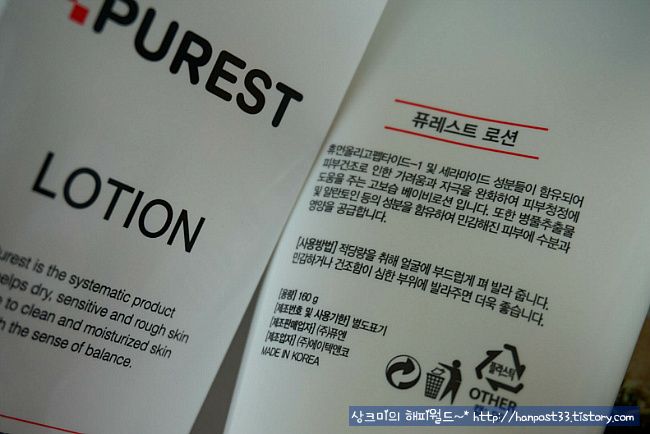 PUREST
LOTION
Purest is the systematic product
helps dry, sensitive and rough skin
to clean and moisturized skin
the sense of balance.
퓨레스트 로션
휴먼올리고펩타이드-1 및 세라마이드 성분들이 함유되어
피부건조로 인한 가려움과 자극을 완화하여 피부청정에
도움을 주는 고보습 베이비로션 입니다. 또한 병풀추출물
및 알란토인 등의 성분을 함유하여 민감해진 피부에 수분과
영양을 공급합니다.
[사용방법] 적당량을 취해 얼굴에 부드럽게 펴 발라 줍니다.
민감하거나 건조함이 심한 부위에 발라주면 더욱 좋습니다.
[용량] 160 g
[제조번호 및 사용기한] 별도표기
[제조판매업자] (주)퓨엔
[제조업자] (주)에이텍앤코
MADE IN KOREA
플라스틱
OTHER
상크미의 해피월드~* http://hanpost33.tistory.com